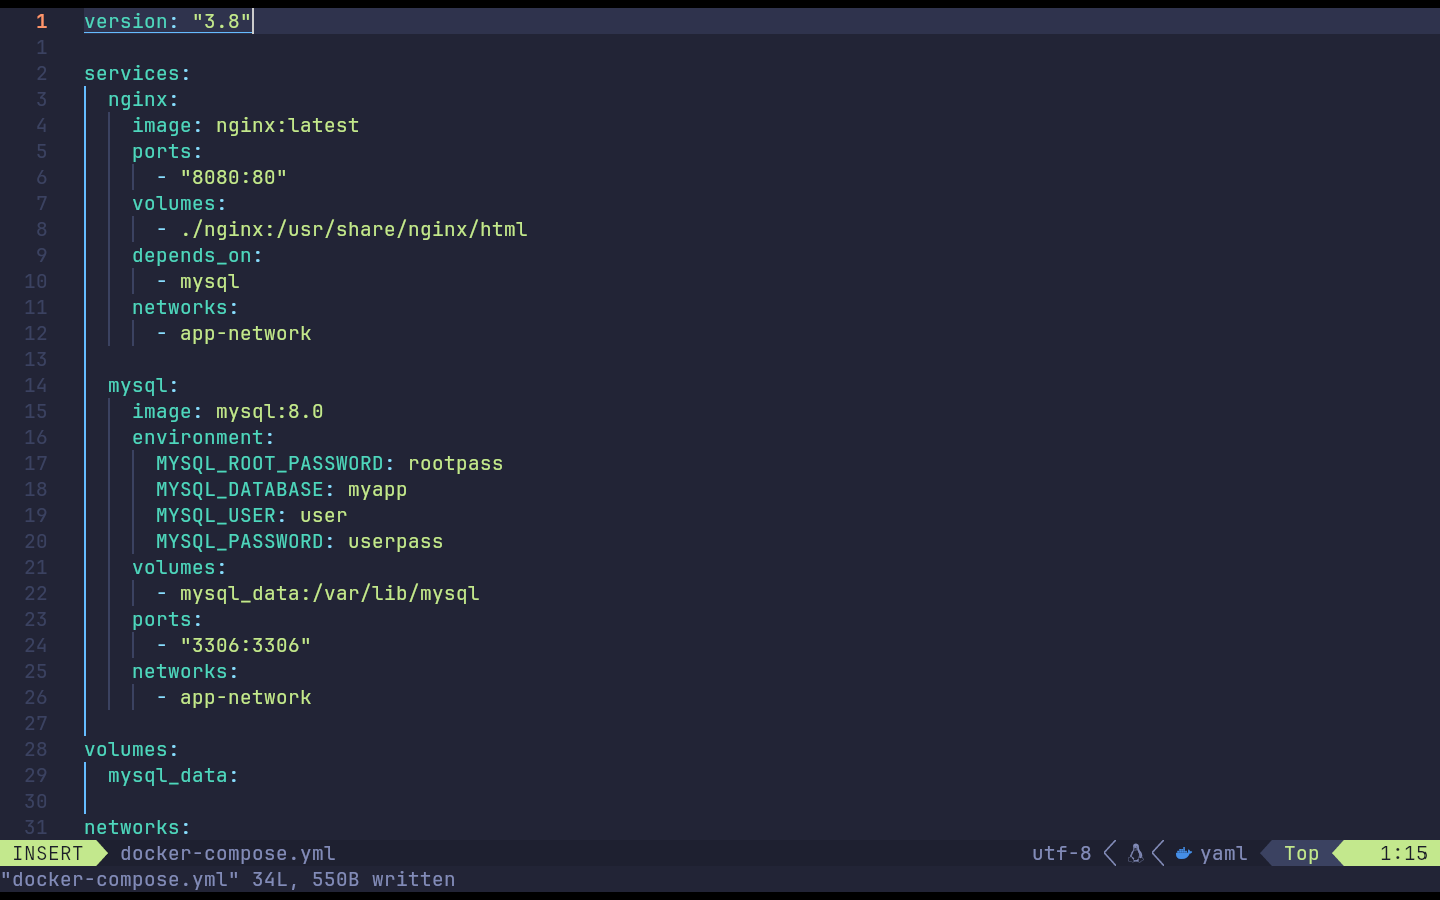 1 version: "3.8"
1
2 services:
3   nginx:
4     image: nginx:latest
5     ports:
6       - "8080:80"
7     volumes:
8       - ./nginx:/usr/share/nginx/html
9     depends_on:
10       - mysql
11     networks:
12       - app-network
13
14   mysql:
15     image: mysql:8.0
16     environment:
17       MYSQL_ROOT_PASSWORD: rootpass
18       MYSQL_DATABASE: myapp
19       MYSQL_USER: user
20       MYSQL_PASSWORD: userpass
21     volumes:
22       - mysql_data:/var/lib/mysql
23     ports:
24       - "3306:3306"
25     networks:
26       - app-network
27
28 volumes:
29   mysql_data:
30
31 networks:
INSERT docker-compose.yml utf-8 yaml Top 1:15
"docker-compose.yml" 34L, 550B written